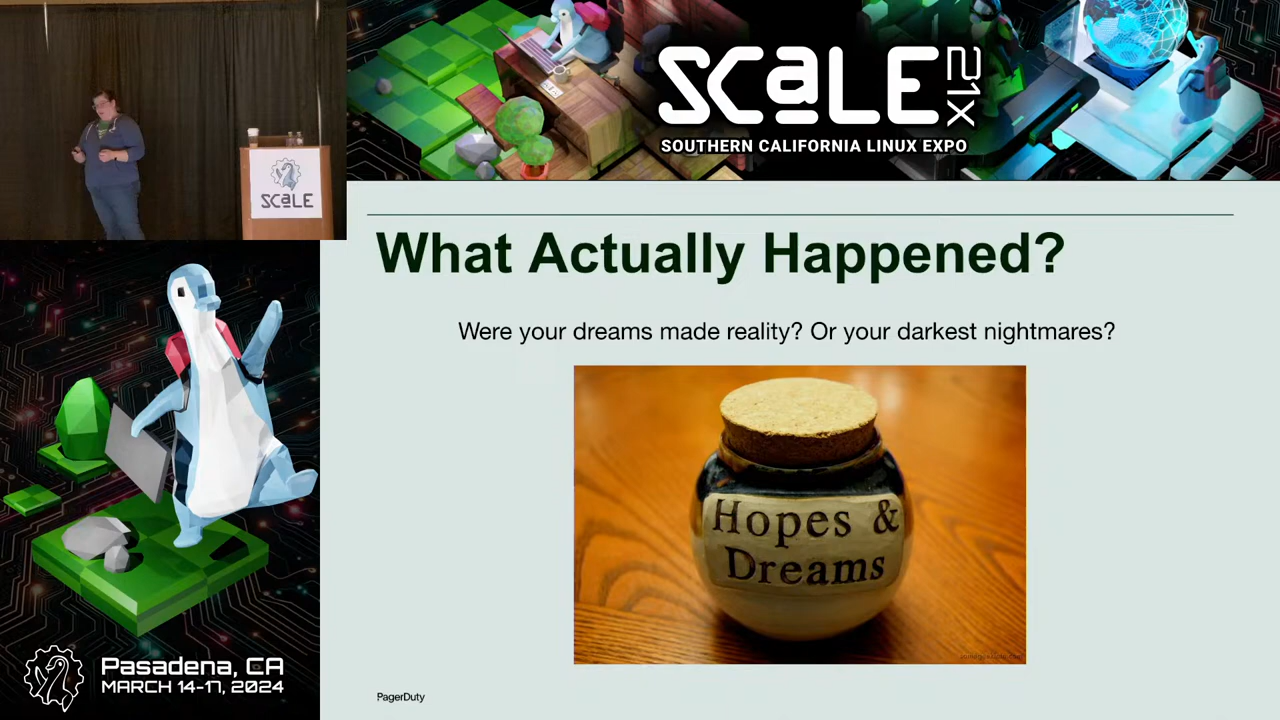 SCaLE 21X
SOUTHERN CALIFORNIA LINUX EXPO
SCaLE
What Actually Happened?
Were your dreams made reality? Or your darkest nightmares?
Hopes &
Dreams
Pasadena, CA
MARCH 14-17, 2024
PagerDuty